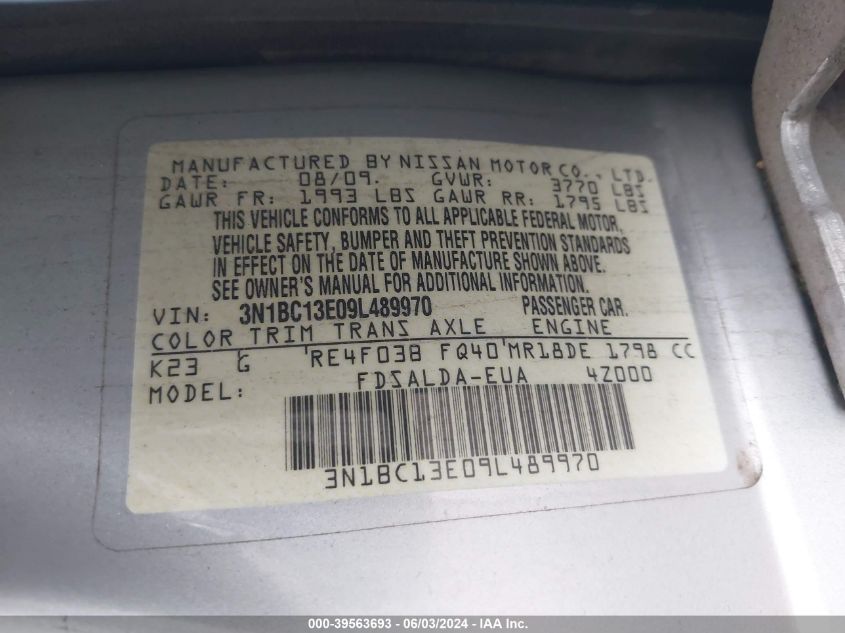 MANUFACTURED BY NISSAN MOTOR CO., LTD.
DATE: 08/09. GVWR: 3770 LBS
GAWR FR: 1993 LBS GAWR RR: 1795 LBS
THIS VEHICLE CONFORMS TO ALL APPLICABLE FEDERAL MOTOR
VEHICLE SAFETY, BUMPER AND THEFT PREVENTION STANDARDS
IN EFFECT ON THE DATE OF MANUFACTURE SHOWN ABOVE.
SEE OWNER'S MANUAL FOR ADDITIONAL INFORMATION.
VIN: 3N1BC13E09L489970 PASSENGER CAR.
COLOR TRIM TRANS AXLE ENGINE
K23 G RE4F03B FQ40 MR18DE 1798 CC
MODEL: FDSALDA-EUA 4Z000
3N1BC13E09L489970
000-39563693 - 06/03/2024 - IAA Inc.